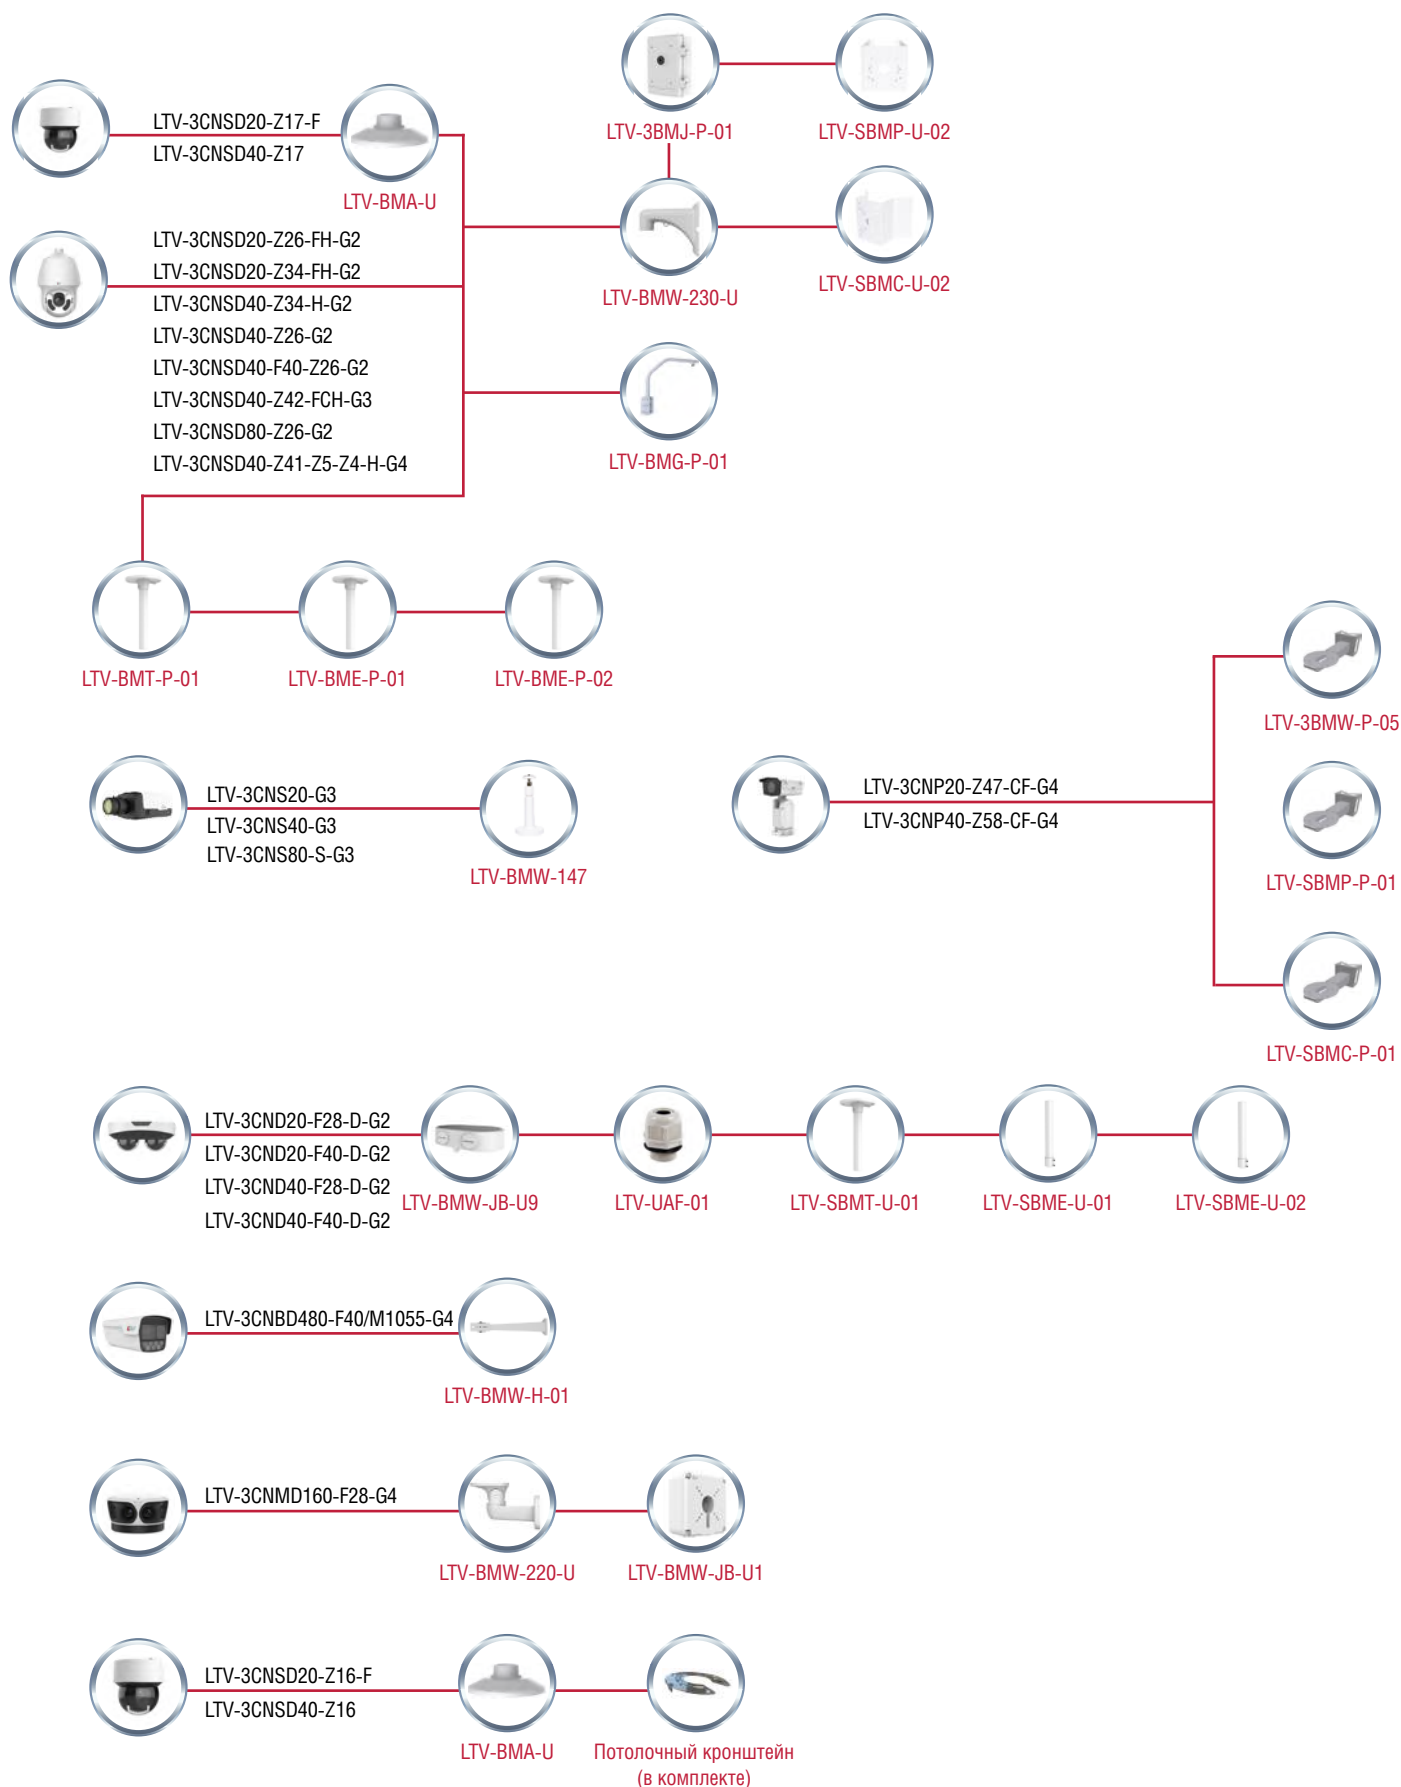 LTV-3BMJ-P-01
LTV-SBMP-U-02
LTV-3CNSD20-Z17-F
LTV-3CNSD40-Z17
LTV-BMA-U
LTV-3CNSD20-Z26-FH-G2
LTV-3CNSD20-Z34-FH-G2
LTV-3CNSD40-Z34-H-G2
LTV-3CNSD40-Z26-G2
LTV-3CNSD40-F40-Z26-G2
LTV-3CNSD40-Z42-FCH-G3
LTV-3CNSD80-Z26-G2
LTV-3CNSD40-Z41-Z5-Z4-H-G4
LTV-BMW-230-U
LTV-SBMC-U-02
LTV-BMG-P-01
LTV-BMT-P-01
LTV-BME-P-01
LTV-BME-P-02
LTV-3CNS20-G3
LTV-3CNS40-G3
LTV-3CNS80-S-G3
LTV-BMW-147
LTV-3CNP20-Z47-CF-G4
LTV-3CNP40-Z58-CF-G4
LTV-3BMW-P-05
LTV-SBMP-P-01
LTV-SBMC-P-01
LTV-3CND20-F28-D-G2
LTV-3CND20-F40-D-G2
LTV-3CND40-F28-D-G2
LTV-3CND40-F40-D-G2
LTV-BMW-JB-U9
LTV-UAF-01
LTV-SBMT-U-01
LTV-SBME-U-01
LTV-SBME-U-02
LTV-3CNBD480-F40/M1055-G4
LTV-BMW-H-01
LTV-3CNMD160-F28-G4
LTV-BMW-220-U
LTV-BMW-JB-U1
LTV-3CNSD20-Z16-F
LTV-3CNSD40-Z16
LTV-BMA-U
Потолочный кронштейн
(в комплекте)